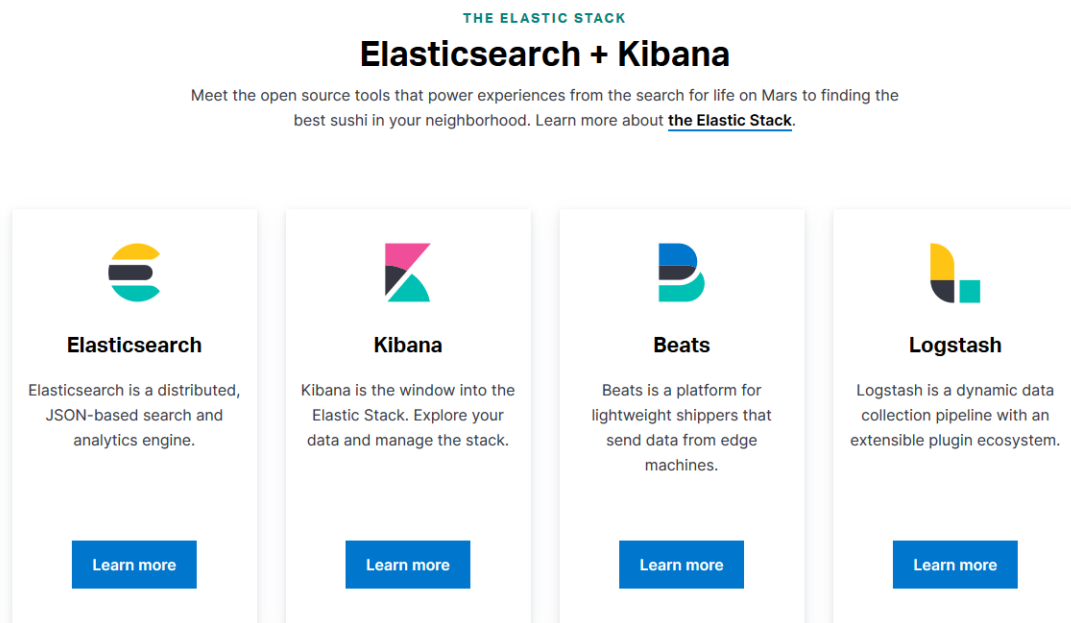 THE ELASTIC STACK
Elasticsearch + Kibana
Meet the open source tools that power experiences from the search for life on Mars to finding the
best sushi in your neighborhood. Learn more about the Elastic Stack.
Elasticsearch
Elasticsearch is a distributed,
JSON-based search and
analytics engine.
Learn more
Kibana
Kibana is the window into the
Elastic Stack. Explore your
data and manage the stack.
Learn more
Beats
Beats is a platform for
lightweight shippers that
send data from edge
machines.
Learn more
Logstash
Logstash is a dynamic data
collection pipeline with an
extensible plugin ecosystem.
Learn more